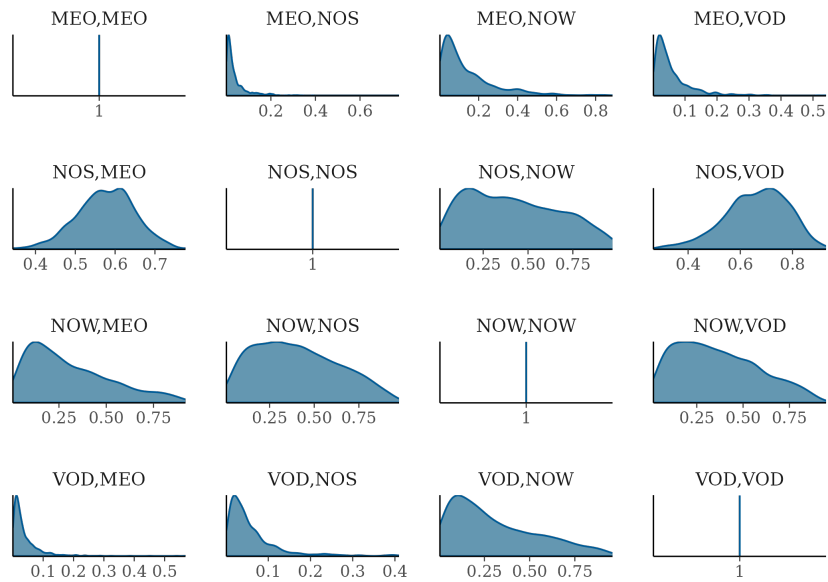 MEO,MEO MEO,NOS MEO,NOW MEO,VOD
1 0.2 0.4 0.6 0.2 0.4 0.6 0.8 0.1 0.2 0.3 0.4 0.5
NOS,MEO NOS,NOS NOS,NOW NOS,VOD
0.4 0.5 0.6 0.7 1 0.25 0.50 0.75 0.4 0.6 0.8
NOW,MEO NOW,NOS NOW,NOW NOW,VOD
0.25 0.50 0.75 0.25 0.50 0.75 1 0.25 0.50 0.75
VOD,MEO VOD,NOS VOD,NOW VOD,VOD
0.1 0.2 0.3 0.4 0.5 0.1 0.2 0.3 0.4 0.25 0.50 0.75 1